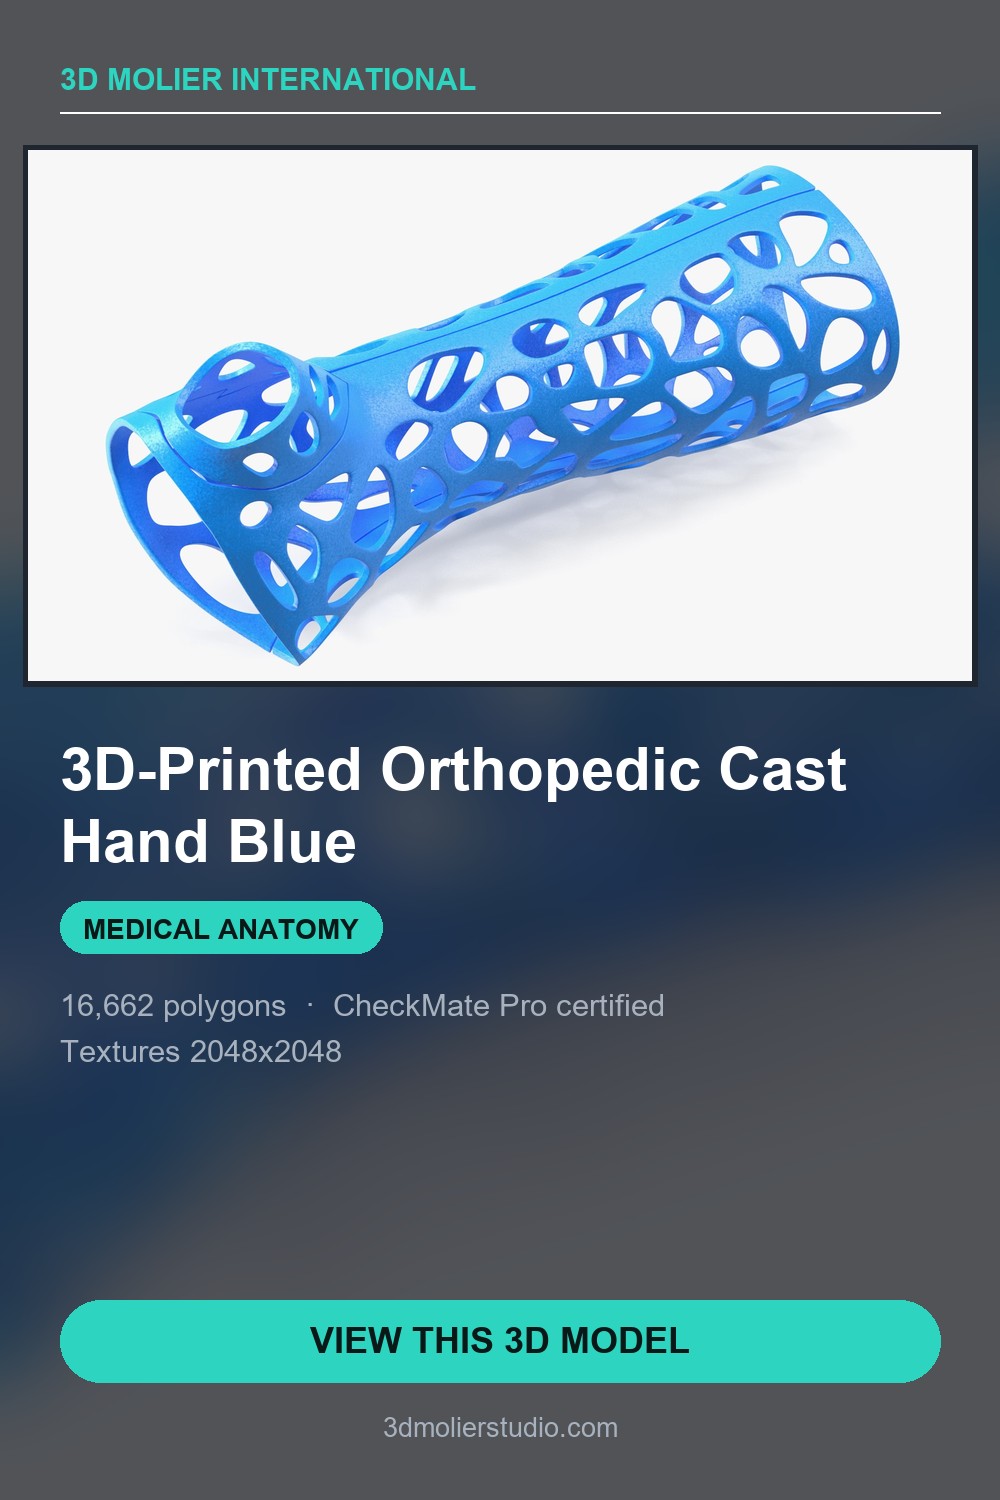 3D MOLIER INTERNATIONAL
3D-Printed Orthopedic Cast
Hand Blue
MEDICAL ANATOMY
16,662 polygons · CheckMate Pro certified
Textures 2048x2048
VIEW THIS 3D MODEL
3dmolierstudio.com